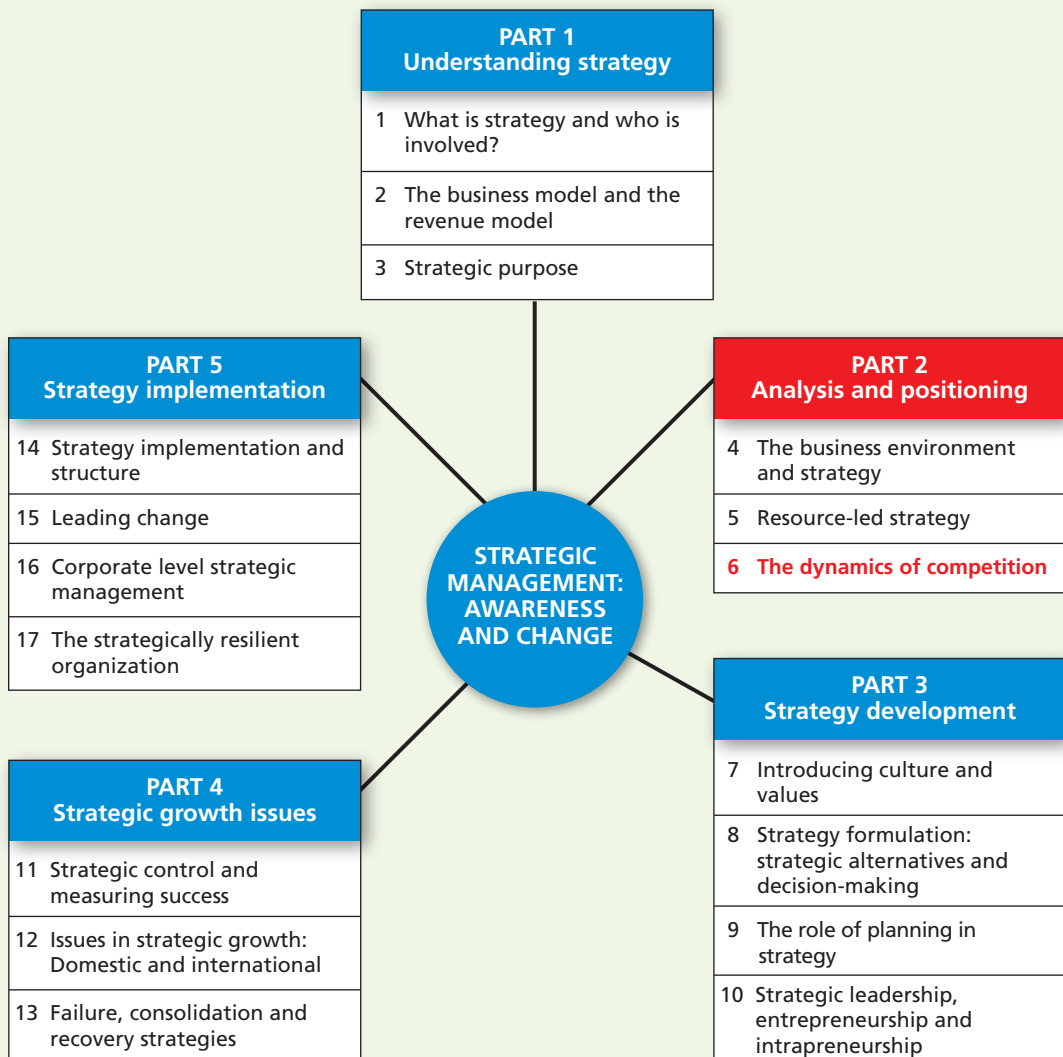 PART 1
Understanding strategy
1 What is strategy and who is
involved?
2 The business model and the
revenue model
3 Strategic purpose
PART 5
Strategy implementation
14 Strategy implementation and
structure
15 Leading change
16 Corporate level strategic
management
17 The strategically resilient
organization
STRATEGIC
MANAGEMENT:
AWARENESS
AND CHANGE
PART 2
Analysis and positioning
4 The business environment
and strategy
5 Resource-led strategy
6 The dynamics of competition
PART 3
Strategy development
7 Introducing culture and
values
8 Strategy formulation:
strategic alternatives and
decision-making
9 The role of planning in
strategy
10 Strategic leadership,
entrepreneurship and
intrapreneurship
PART 4
Strategic growth issues
11 Strategic control and
measuring success
12 Issues in strategic growth:
Domestic and international
13 Failure, consolidation and
recovery strategies